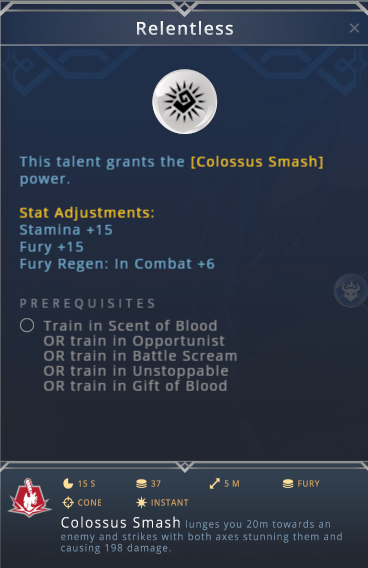 Relentless
This talent grants the [Colossus Smash]
power.
Stat Adjustments:
Stamina +15
Fury +15
Fury Regen: In Combat +6
PREREQUISITES
Train in Scent of Blood
OR train in Opportunist
OR train in Battle Scream
OR train in Unstoppable
OR train in Gift of Blood
15 S 37 5 M FURY
CONE INSTANT
Colossus Smash lunges you 20m towards an
enemy and strikes with both axes stunning them and
causing 198 damage.